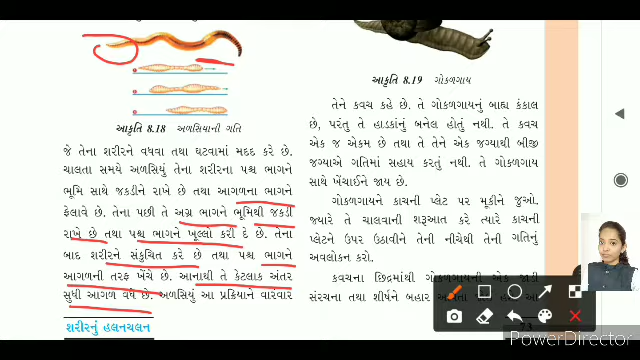 આકૃતિ 8.18 અળસિયાની ગતિ
જે તેના શરીરને વધવા તથા ઘટવામાં મદદ કરે છે.
ચાલતા સમયે અળસિયું તેના શરીરના પશ્ચ ભાગને
ભૂમિ સાથે જકડીને રાખે છે તથા આગળના ભાગને
ફેલાવે છે. તેના પછી તે અગ્ર ભાગને ભૂમિથી જકડી
રાખે છે તથા પશ્ચ ભાગને ખૂલ્લો કરી દે છે. તેના
બાદ શરીરને સંકુચિત કરે છે તથા પશ્ચ ભાગને
આગળની તરફ ખેંચે છે. આનાથી તે કેટલાક અંતર
સુધી આગળ વધે છે. અળસિયું આ પ્રક્રિયાને વારંવાર
શરીરનું હલનચલન
આકૃતિ 8.19 ગોકળગાય
તેને કવચ કહે છે. તે ગોકળગાયનું બાહ્ય કંકાલ
છે, પરંતુ તે હાડકાંનું બનેલ હોતું નથી. તે કવચ
એક જ એકમ છે તથા તે તેને એક જગ્યાથી બીજી
જગ્યાએ ગતિમાં સહાય કરતું નથી. તે ગોકળગાય
સાથે ખેંચાઈને જાય છે.
ગોકળગાયને કાચની પ્લેટ પર મૂકીને જુઓ.
જ્યારે તે ચાલવાની શરૂઆત કરે ત્યારે કાચની
પ્લેટને ઉપર ઉઠાવીને તેની નીચેથી તેની ગતિનું
અવલોકન કરો.
કવચના છિદ્રમાંથી ગોકળગાયની એક જાડી
સંરચના તથા શીર્ષને બહાર
73
PowerDirector